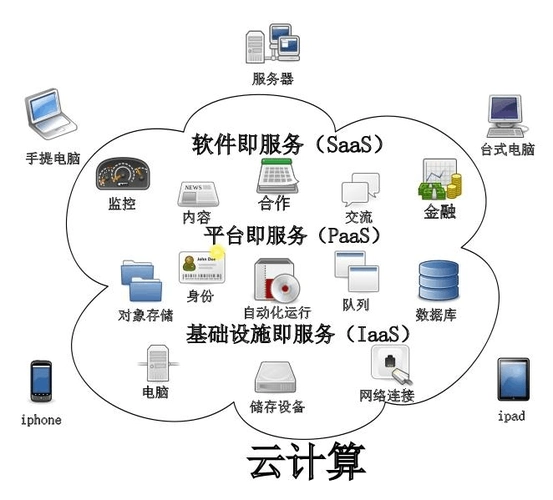 服务器
手提电脑
台式电脑
软件即服务（SaaS）
监控
NEWS
内容
合作
交流
金融
平台即服务（PaaS）
John Doe
对象存储
身份
自动化运行
队列
数据库
基础设施即服务（IaaS）
电脑
储存设备
网络连接
iphone
ipad
云计算